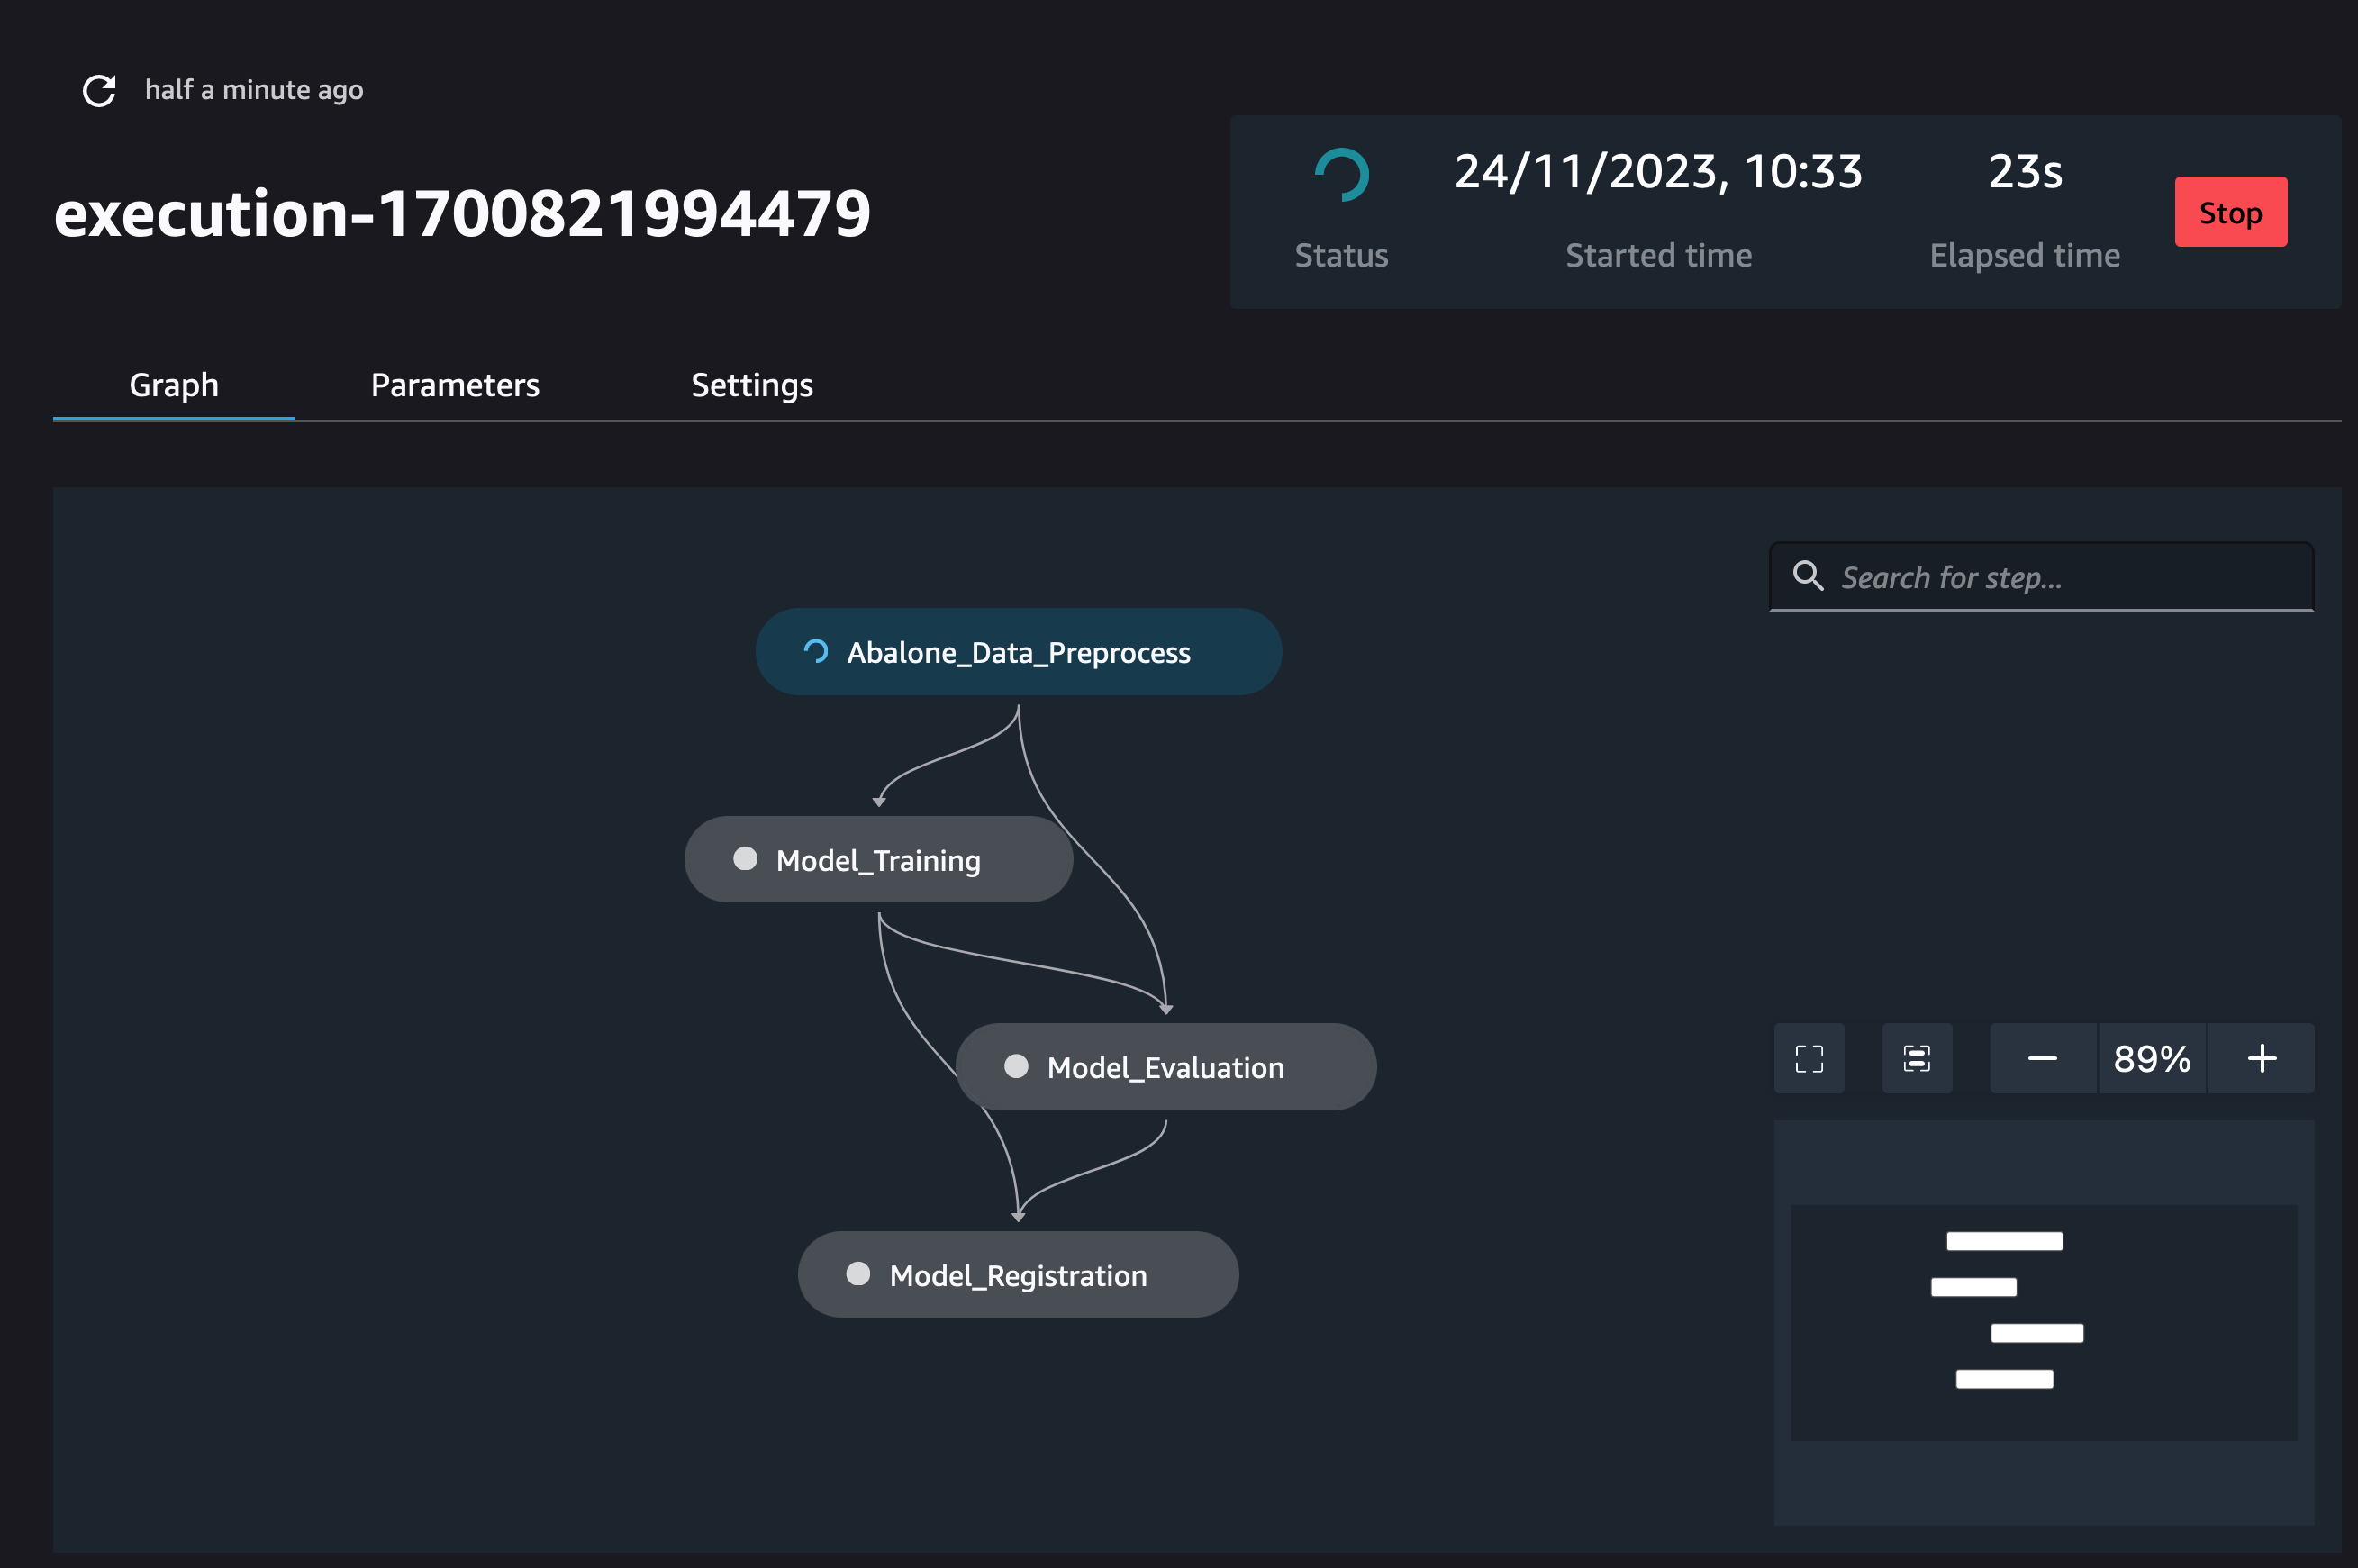 half a minute ago
execution-1700821994479
24/11/2023, 10:33
23s
Stop
Status
Started time
Elapsed time
Graph
Parameters
Settings
Search for step...
Abalone_Data_Preprocess
Model_Training
Model_Evaluation
89%
Model_Registration